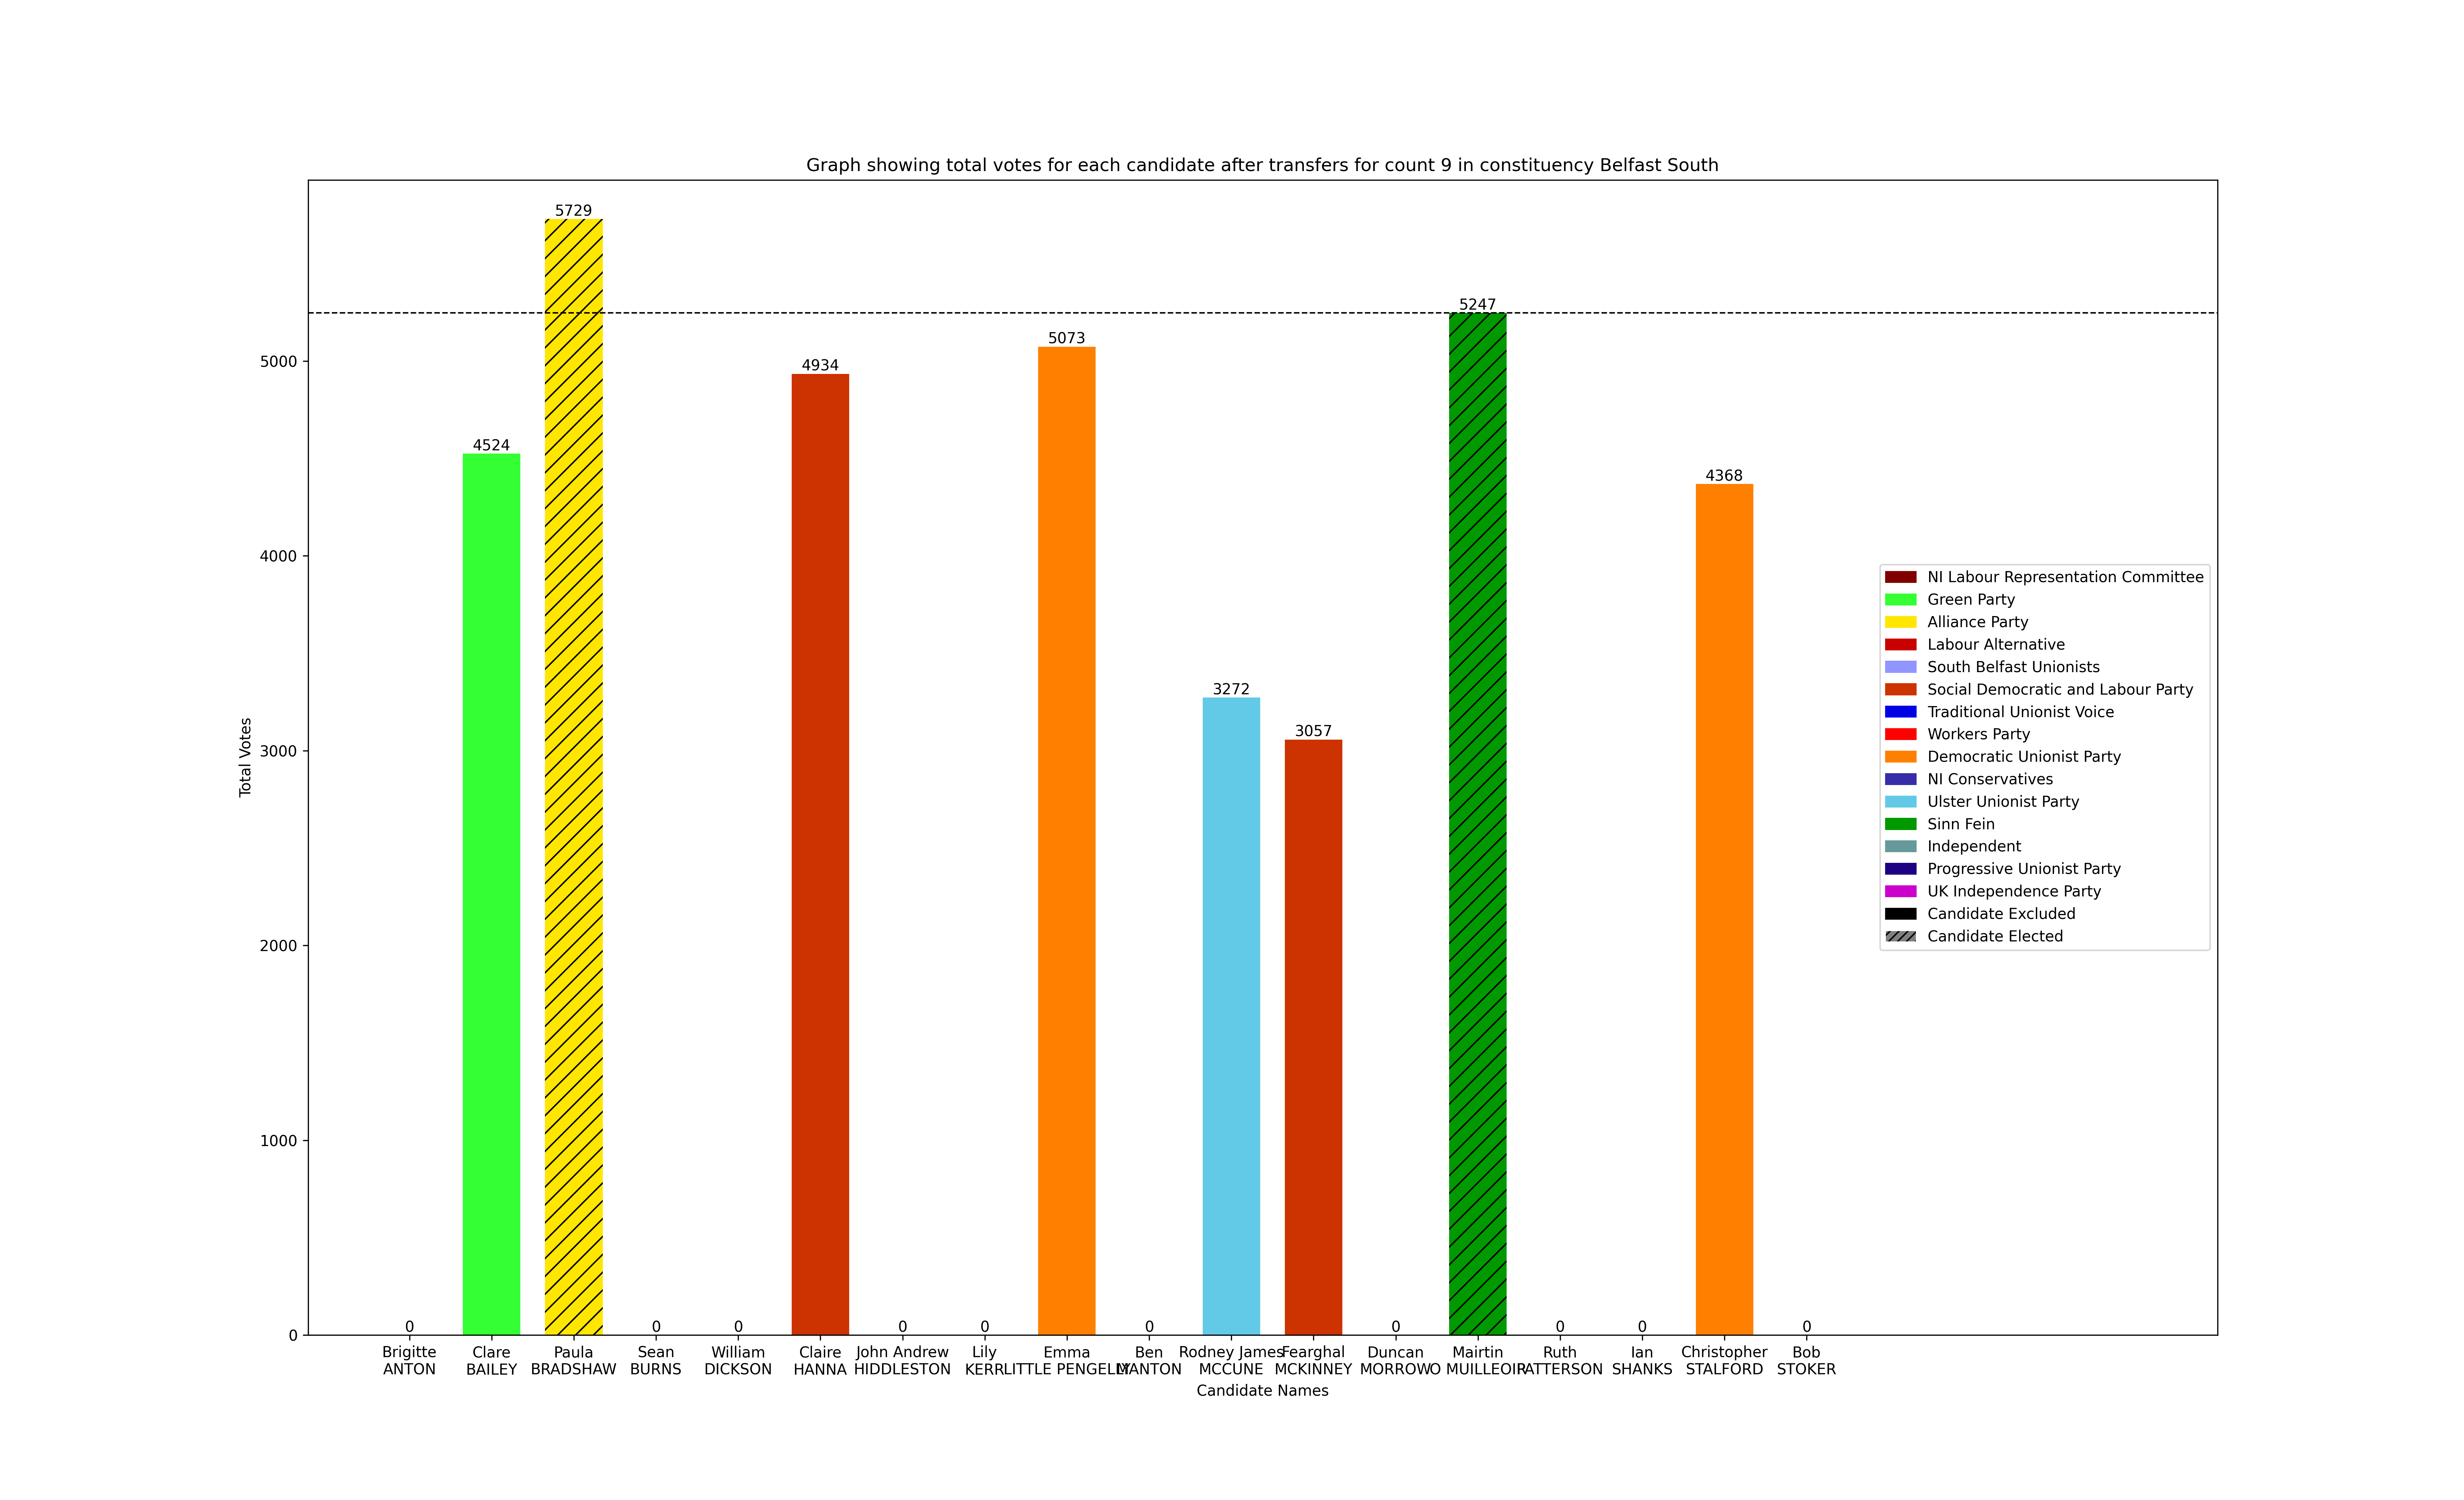 Graph showing total votes for each candidate after transfers for count 9 in constituency Belfast South
Total Votes
5000
4000
3000
2000
1000
0
0
4524
5729
0
0
4934
0
0
5073
0
3272
3057
0
5247
0
0
4368
0
Brigitte
ANTON
Clare
BAILEY
Paula
BRADSHAW
Sean
BURNS
William
DICKSON
Claire
HANNA
John Andrew
HIDDLESTON
Lily
KERR
Emma
LITTLE PENGELLY
Ben
MANTON
Rodney James
MCCUNE
Fearghal
MCKINNEY
Duncan
MORROW
Mairtin
O MUILLEOIR
Ruth
PATTERSON
Ian
SHANKS
Christopher
STALFORD
Bob
STOKER
Candidate Names
NI Labour Representation Committee
Green Party
Alliance Party
Labour Alternative
South Belfast Unionists
Social Democratic and Labour Party
Traditional Unionist Voice
Workers Party
Democratic Unionist Party
NI Conservatives
Ulster Unionist Party
Sinn Fein
Independent
Progressive Unionist Party
UK Independence Party
Candidate Excluded
Candidate Elected